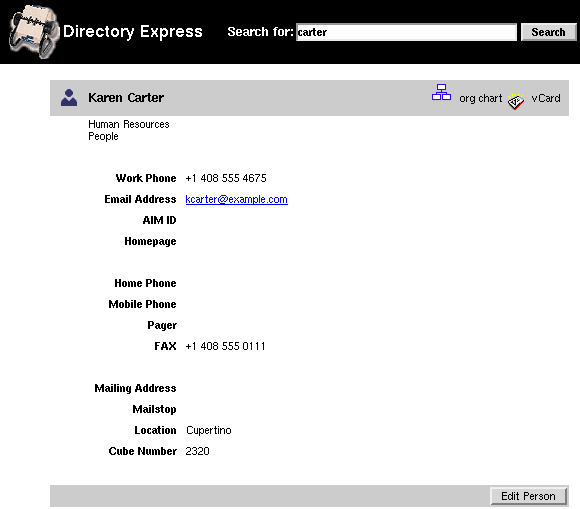 Directory Express Search for: carter Search
Karen Carter org chart vCard
Human Resources
People
Work Phone +1 408 555 4675
Email Address kcarter@example.com
AIM ID
Homepage
Home Phone
Mobile Phone
Pager
FAX +1 408 555 0111
Mailing Address
Mailstop
Location Cupertino
Cube Number 2320
Edit Person